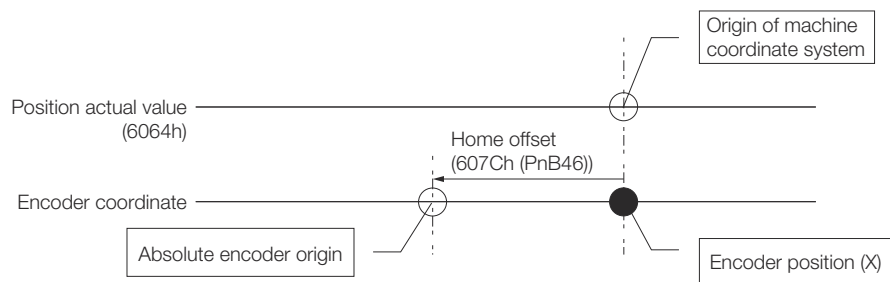 Origin of machine
coordinate system
Position actual value
(6064h)
Home offset
(607Ch (PnB46))
Encoder coordinate
Absolute encoder origin
Encoder position (X)